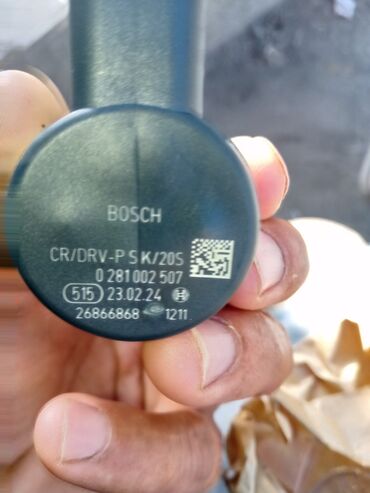 BOSCH
CR/DRV-P S K/20S
0 281 002 507
515 23.02.24
26866868 1211